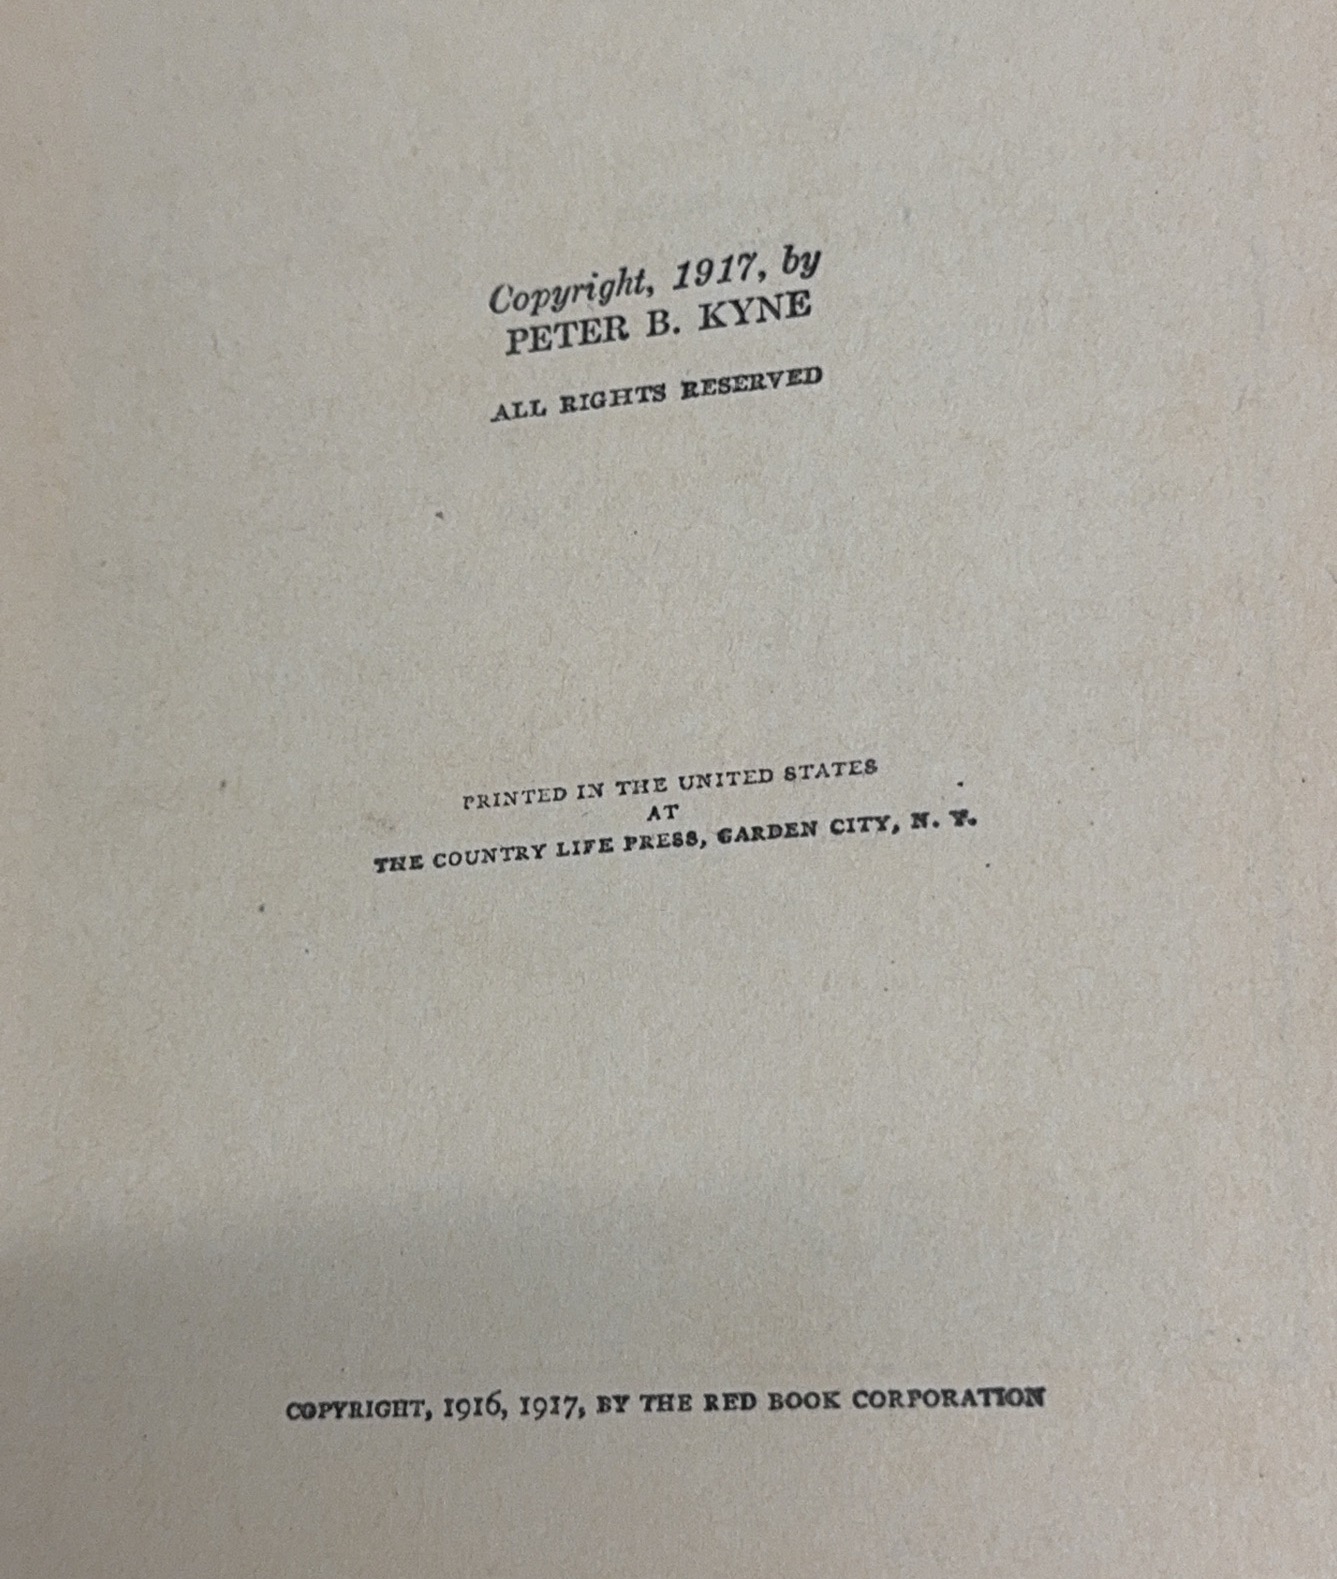 Copyright, 1917, by
PETER B. KYNE
ALL RIGHTS RESERVED
PRINTED IN THE UNITED STATES
AT
THE COUNTRY LIFE PRESS, GARDEN CITY, N. Y.
COPYRIGHT, 1916, 1917, BY THE RED BOOK CORPORATION